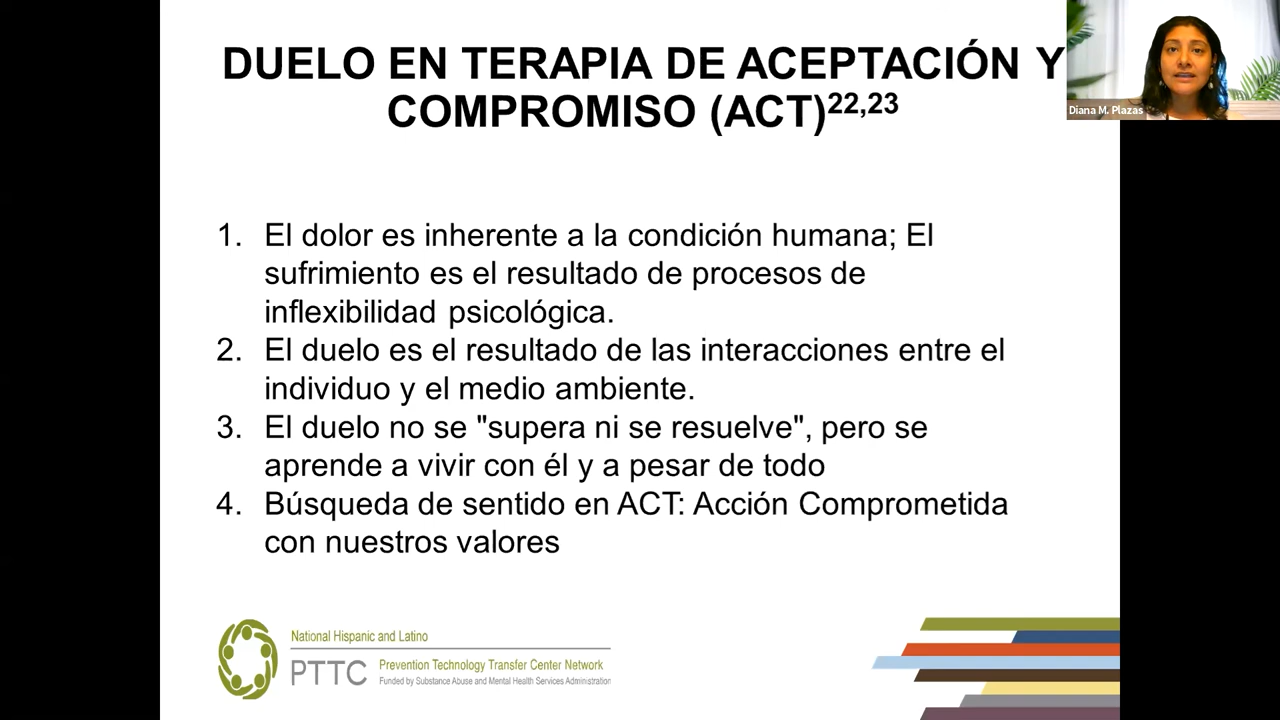 DUELO EN TERAPIA DE ACEPTACIÓN Y
COMPROMISO (ACT)22,23
Diana M. Plazas
1. El dolor es inherente a la condición humana; El
sufrimiento es el resultado de procesos de
inflexibilidad psicológica.
2. El duelo es el resultado de las interacciones entre el
individuo y el medio ambiente.
3. El duelo no se "supera ni se resuelve", pero se
aprende a vivir con él y a pesar de todo
4. Búsqueda de sentido en ACT: Acción Comprometida
con nuestros valores
National Hispanic and Latino
PTTC Prevention Technology Transfer Center Network
Funded by Substance Abuse and Mental Health Services Administration